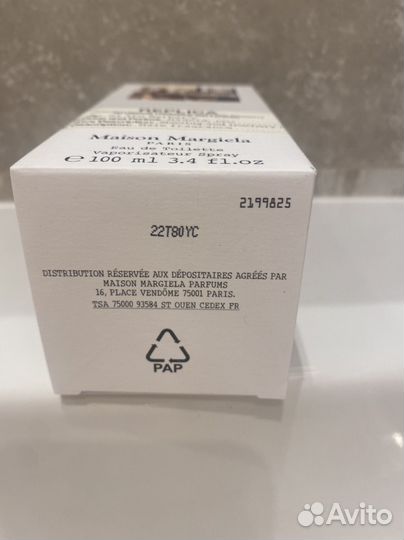 REPLICA
Maison Margiela
PARIS
Eau de Toilette
Vaporisateur Spray
℮ 100 ml 3.4 fl.oz
2199825
22T80YC
DISTRIBUTION RÉSERVÉE AUX DÉPOSITAIRES AGRÉÉS PAR
MAISON MARGIELA PARFUMS
16, PLACE VENDÔME 75001 PARIS.
TSA 75000 93584 ST OUEN CEDEX FR
PAP
Avito